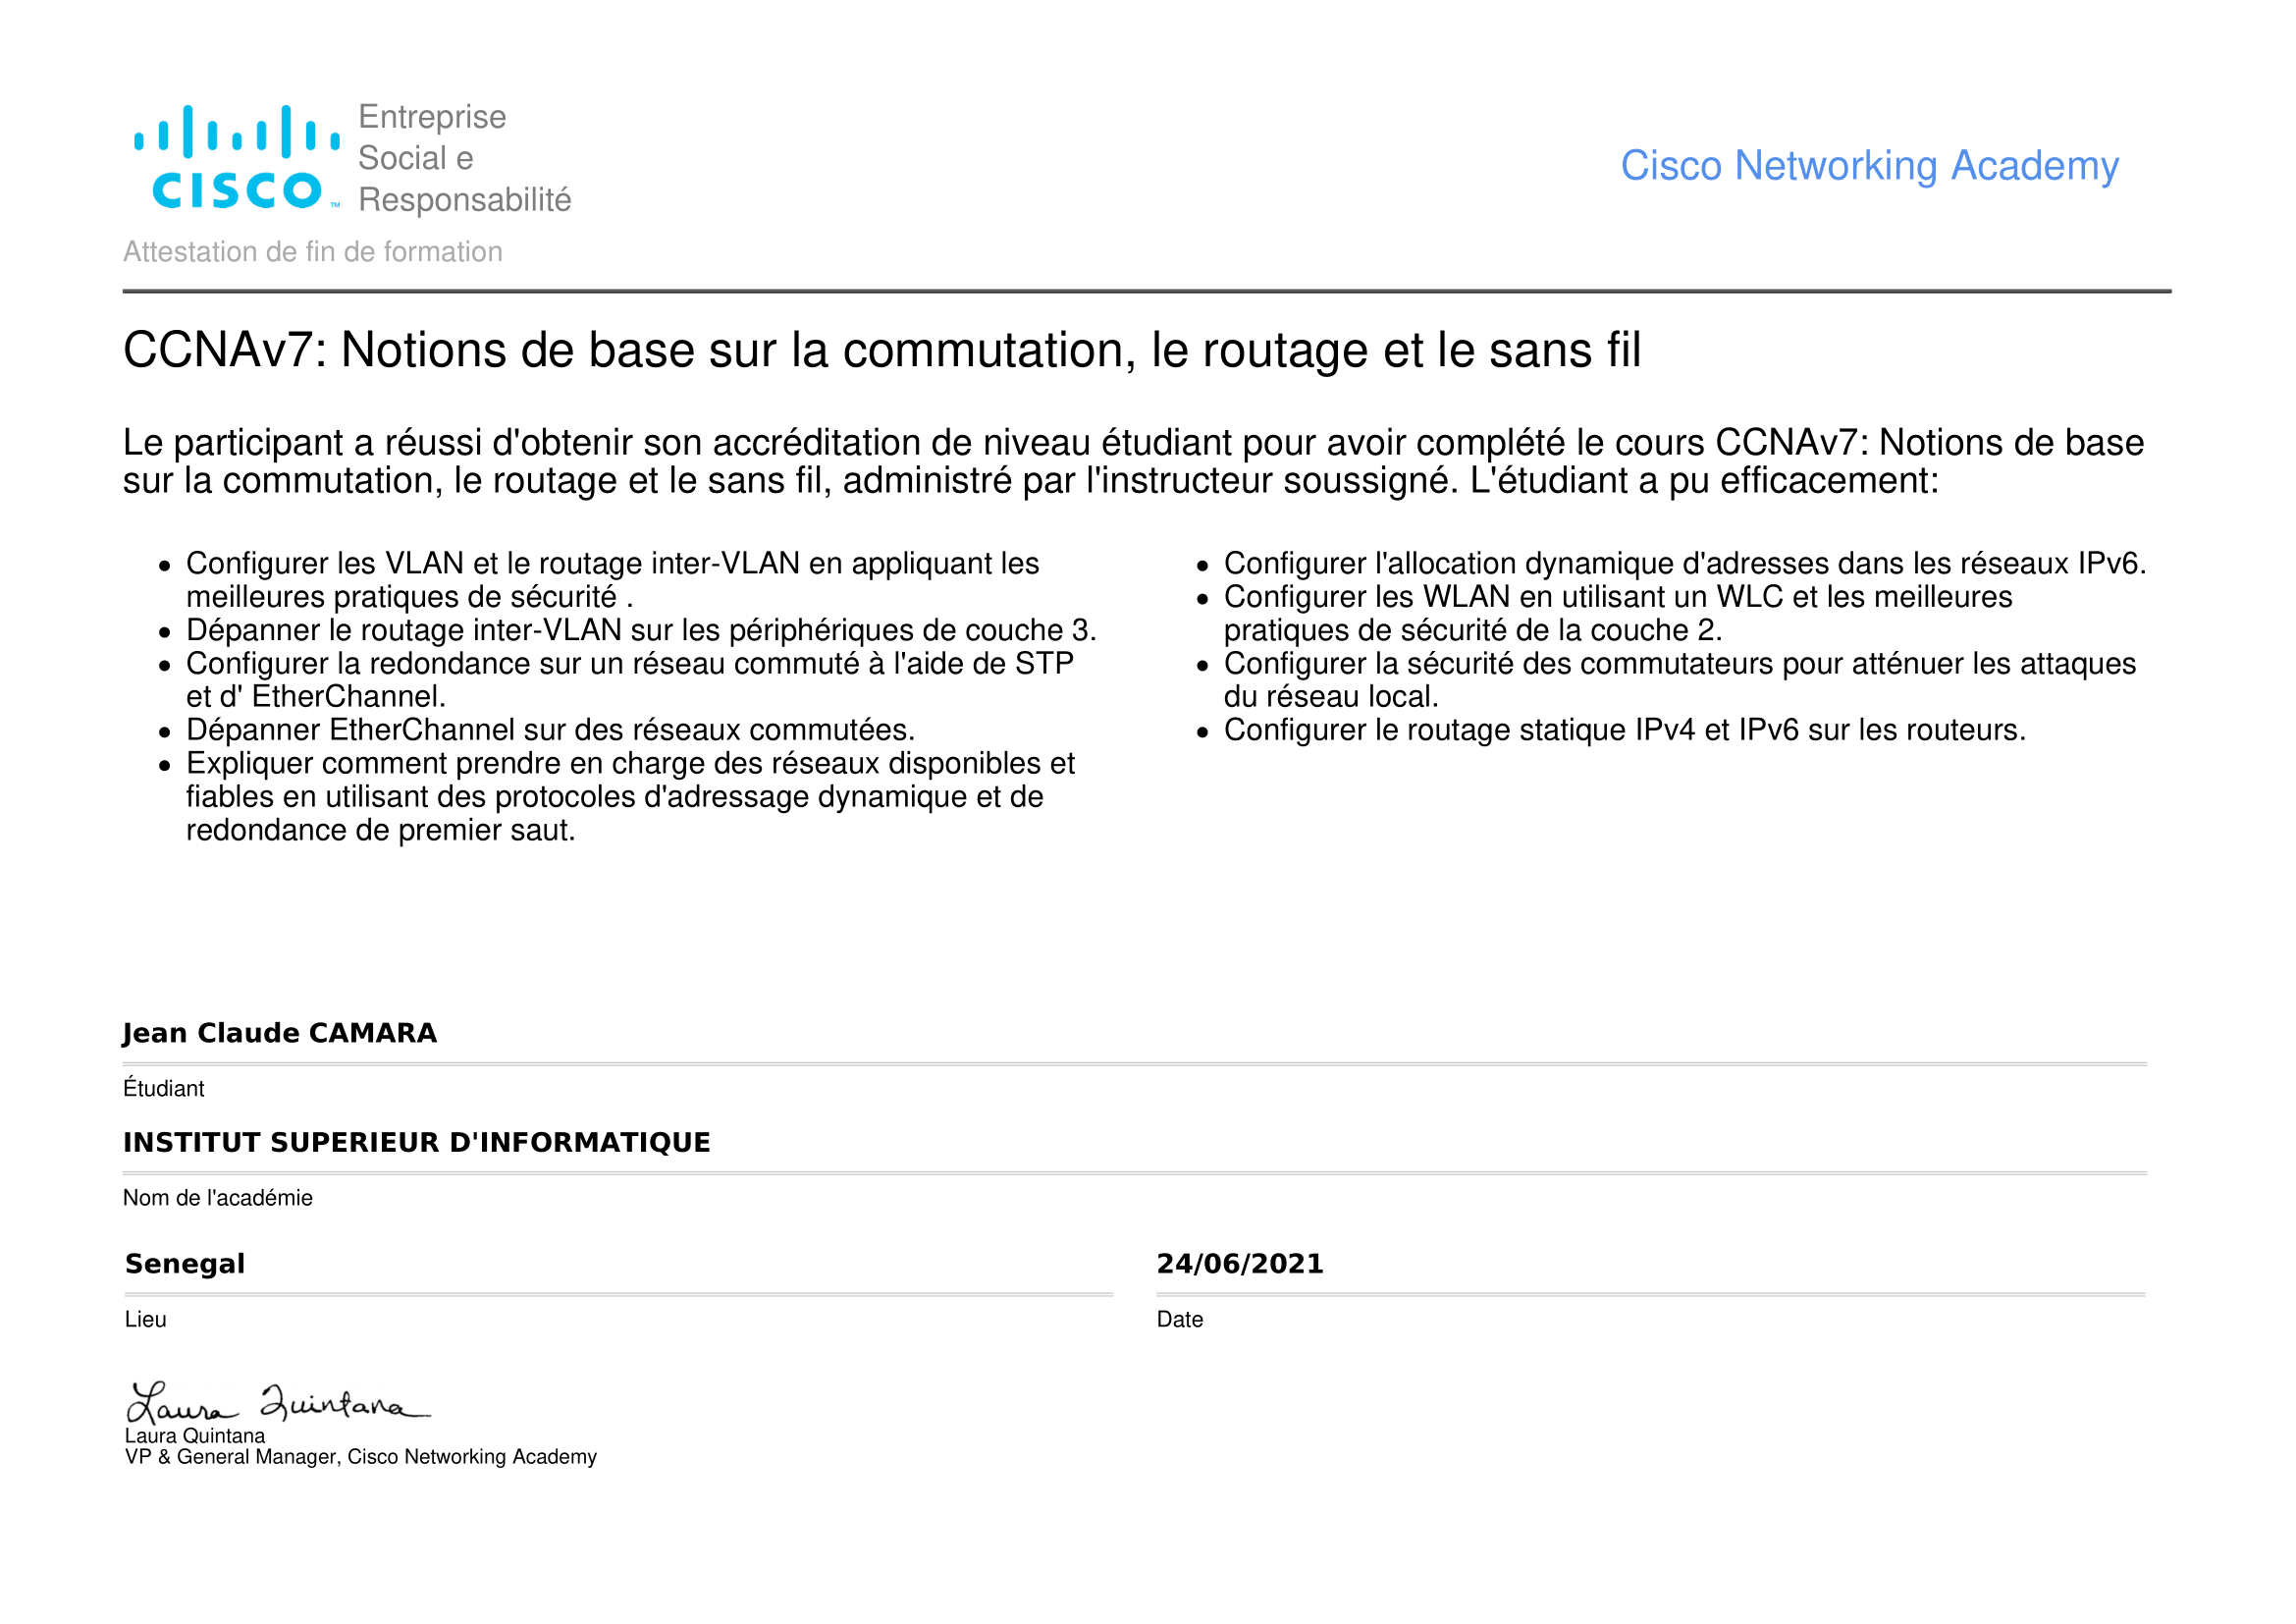 Entreprise
Social e
Responsabilité
CISCO ™
Cisco Networking Academy
Attestation de fin de formation
CCNAv7: Notions de base sur la commutation, le routage et le sans fil
Le participant a réussi d'obtenir son accréditation de niveau étudiant pour avoir complété le cours CCNAv7: Notions de base
sur la commutation, le routage et le sans fil, administré par l'instructeur soussigné. L'étudiant a pu efficacement:
• Configurer les VLAN et le routage inter-VLAN en appliquant les
meilleures pratiques de sécurité .
• Dépanner le routage inter-VLAN sur les périphériques de couche 3.
• Configurer la redondance sur un réseau commuté à l'aide de STP
et d' EtherChannel.
• Dépanner EtherChannel sur des réseaux commutées.
• Expliquer comment prendre en charge des réseaux disponibles et
fiables en utilisant des protocoles d'adressage dynamique et de
redondance de premier saut.
• Configurer l'allocation dynamique d'adresses dans les réseaux IPv6.
• Configurer les WLAN en utilisant un WLC et les meilleures
pratiques de sécurité de la couche 2.
• Configurer la sécurité des commutateurs pour atténuer les attaques
du réseau local.
• Configurer le routage statique IPv4 et IPv6 sur les routeurs.
Jean Claude CAMARA
Étudiant
INSTITUT SUPERIEUR D'INFORMATIQUE
Nom de l'académie
Senegal
Lieu
24/06/2021
Date
Laura Quintana
Laura Quintana
VP & General Manager, Cisco Networking Academy